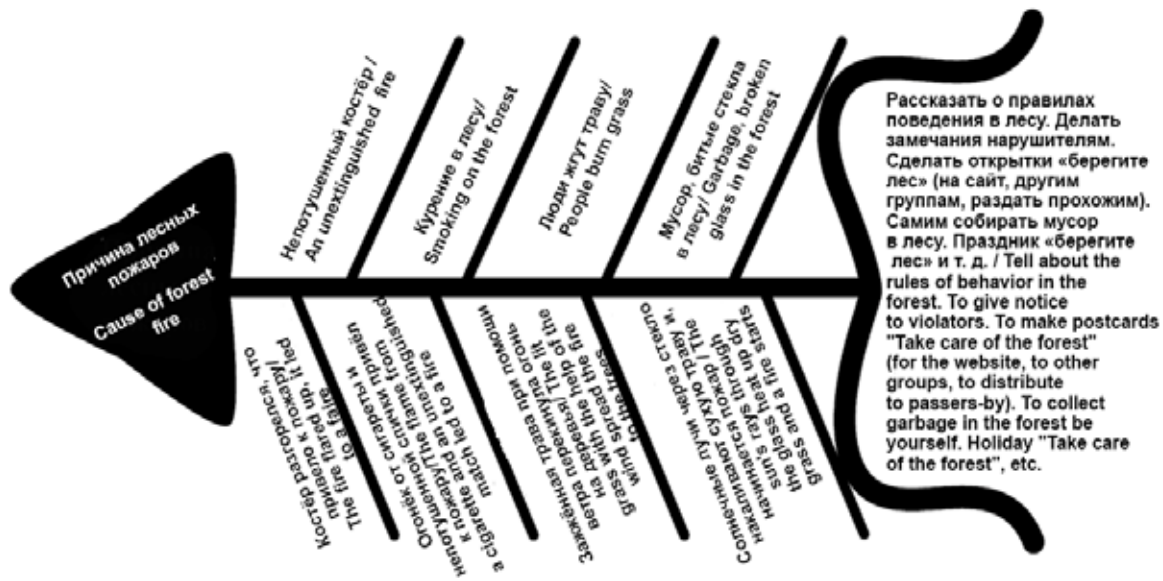 Причина лесных
пожаров
Cause of forest
fire
Непотушенный костёр /
An unextinguished fire
Курение в лесу/
Smoking on the forest
Люди жгут траву/
People burn grass
Мусор, битые стекла
в лесу/ Garbage, broken
glass in the forest
Костёр разгорелся, что
привело к пожару/
The fire flared up, it led
to a fire
Огонёк от сигареты и
непотушенной спички привёл
к пожару/The flame from
a cigarette and an unextinguished
match led to a fire
Зажжённая трава при помощи
ветра перекинула огонь
на деревья/ The lit
grass with the help of the
wind spread the fire
to the trees
Солнечные лучи через стекло
накаливают сухую траву и,
начинается пожар / The
sun's rays through
the glass heat up dry
grass and a fire starts
Рассказать о правилах
поведения в лесу. Делать
замечания нарушителям.
Сделать открытки «берегите
лес» (на сайт, другим
группам, раздать прохожим).
Самим собирать мусор
в лесу. Праздник «берегите
лес» и т. д. / Tell about the
rules of behavior in the
forest. To give notice
to violators. To make postcards
"Take care of the forest"
(for the website, to other
groups, to distribute
to passers-by). To collect
garbage in the forest be
yourself. Holiday "Take care
of the forest", etc.